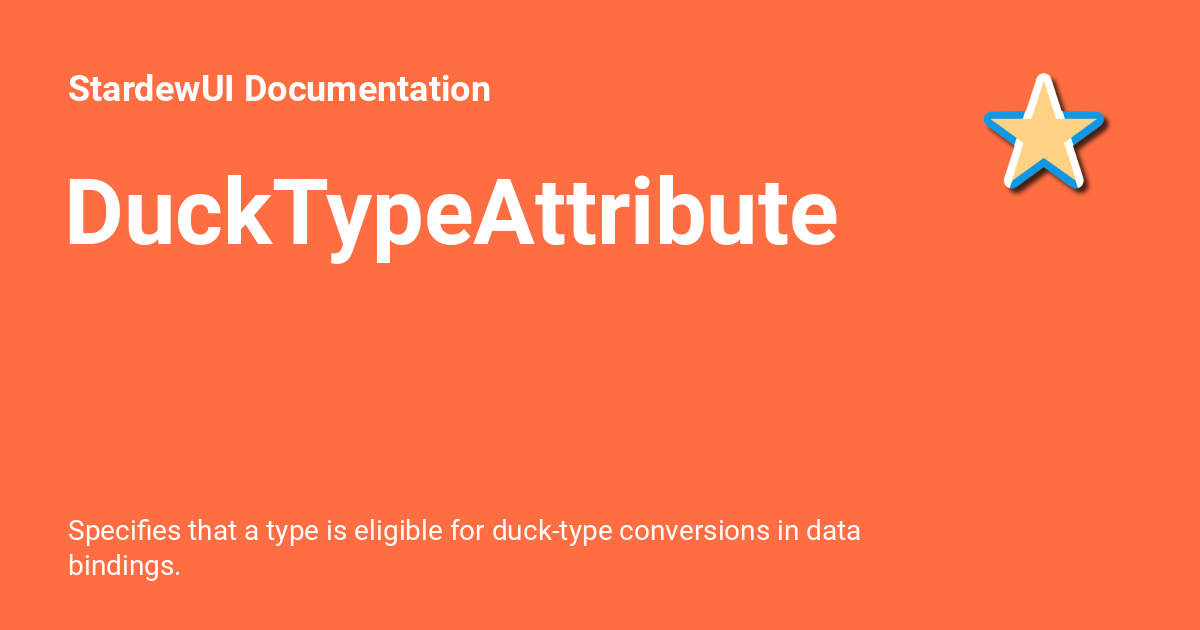 StardewUI Documentation
DuckTypeAttribute
Specifies that a type is eligible for duck-type conversions in data
bindings.